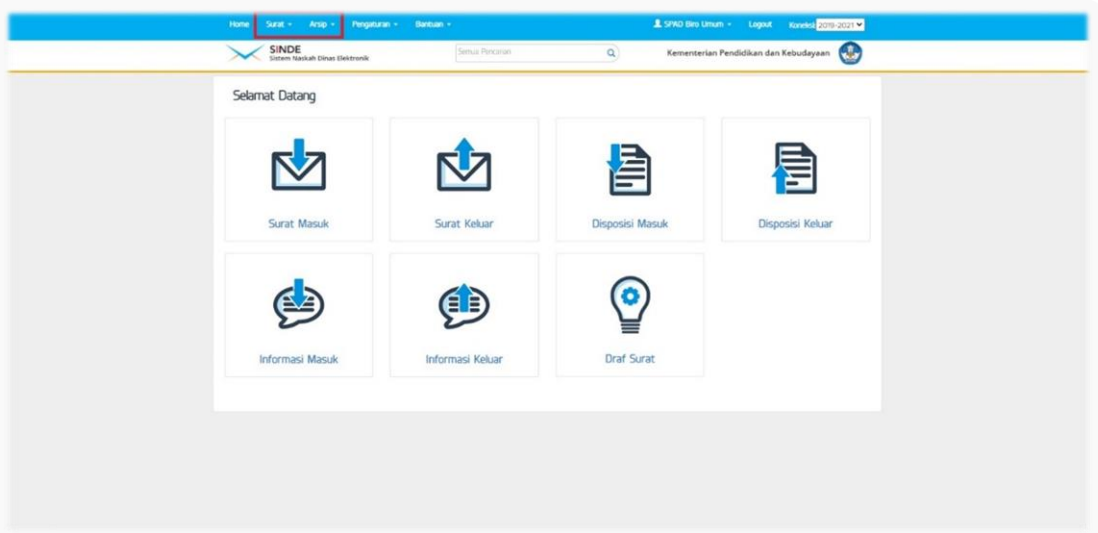 Home Surat Arsip Pengaturan Bantuan SPKD Biro Umum Logout Koneksi 2019-2021
SINDE
Sistem Naskah Dinas Elektronik
Semua Pencarian
Kementerian Pendidikan dan Kebudayaan
Selamat Datang
Surat Masuk
Surat Keluar
Disposisi Masuk
Disposisi Keluar
Informasi Masuk
Informasi Keluar
Draf Surat